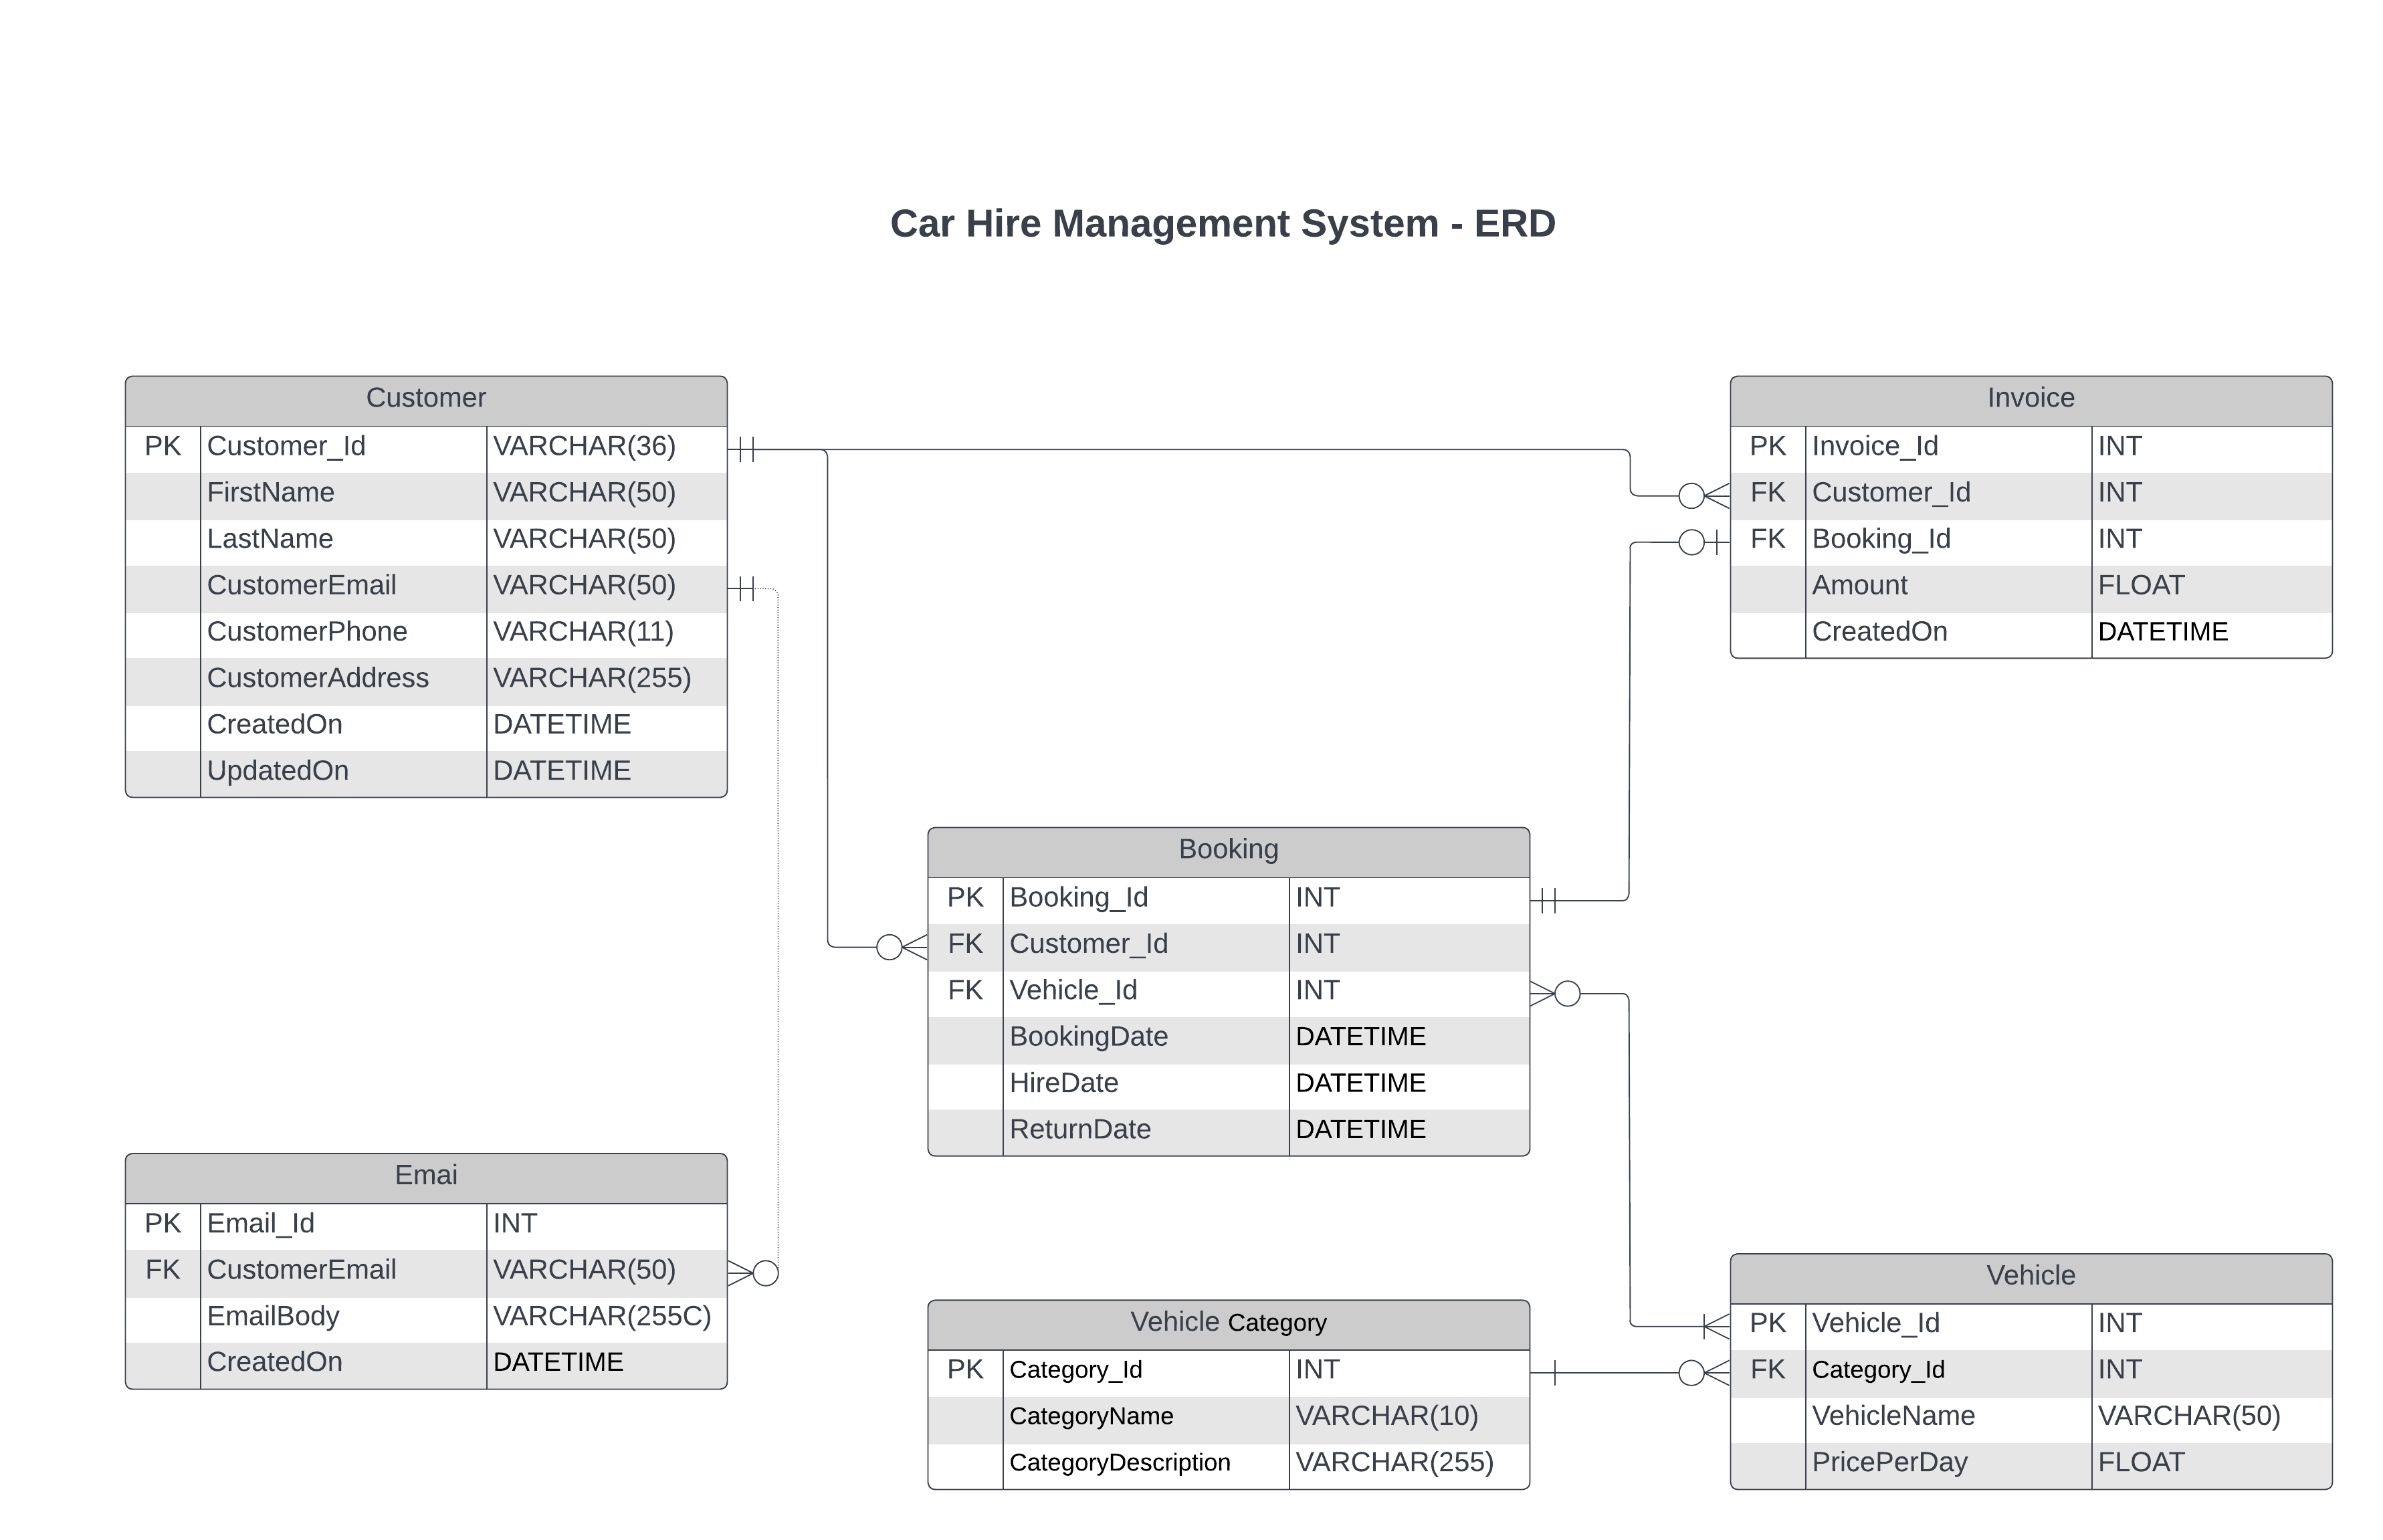 Car Hire Management System - ERD
Customer
PK Customer_Id VARCHAR(36)
FirstName VARCHAR(50)
LastName VARCHAR(50)
CustomerEmail VARCHAR(50)
CustomerPhone VARCHAR(11)
CustomerAddress VARCHAR(255)
CreatedOn DATETIME
UpdatedOn DATETIME
Invoice
PK Invoice_Id INT
FK Customer_Id INT
FK Booking_Id INT
Amount FLOAT
CreatedOn DATETIME
Booking
PK Booking_Id INT
FK Customer_Id INT
FK Vehicle_Id INT
BookingDate DATETIME
HireDate DATETIME
ReturnDate DATETIME
Emai
PK Email_Id INT
FK CustomerEmail VARCHAR(50)
EmailBody VARCHAR(255C)
CreatedOn DATETIME
Vehicle Category
PK Category_Id INT
CategoryName VARCHAR(10)
CategoryDescription VARCHAR(255)
Vehicle
PK Vehicle_Id INT
FK Category_Id INT
VehicleName VARCHAR(50)
PricePerDay FLOAT